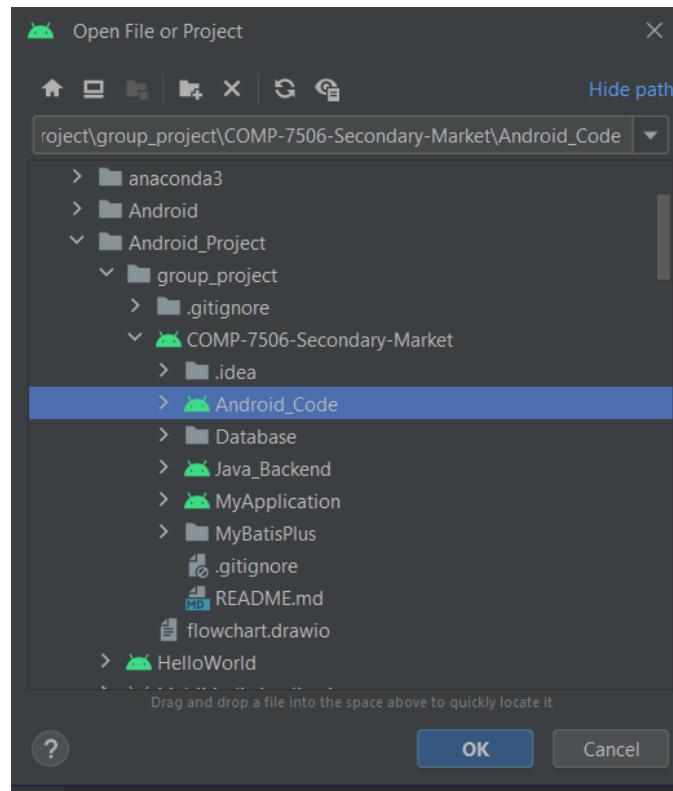 Open File or Project
Hide path
roject\group_project\COMP-7506-Secondary-Market\Android_Code
anaconda3
Android
Android_Project
group_project
.gitignore
COMP-7506-Secondary-Market
.idea
Android_Code
Database
Java_Backend
MyApplication
MyBatisPlus
.gitignore
MD README.md
flowchart.drawio
HelloWorld
Drag and drop a file into the space above to quickly locate it
? OK Cancel